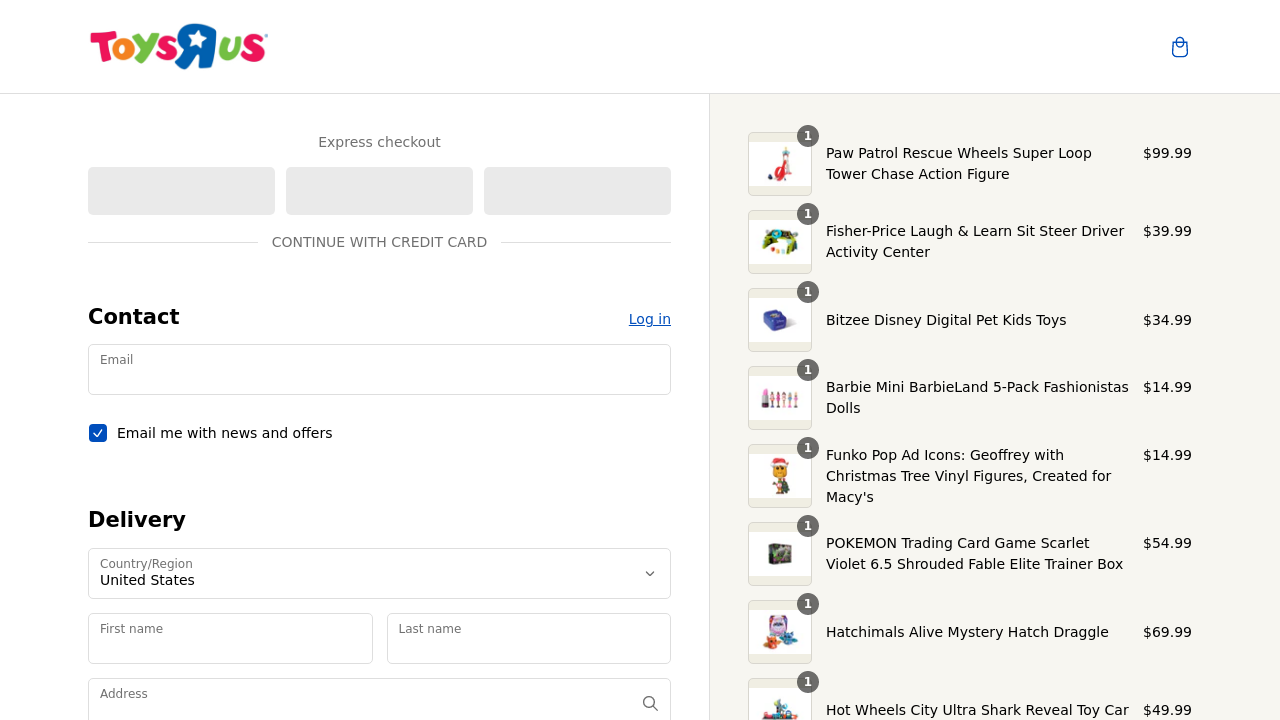 TOYSRUS
Express checkout
CONTINUE WITH CREDIT CARD
Contact
Log in
Email
Email me with news and offers
Delivery
Country/Region
United States
First name
Last name
Address
1
Paw Patrol Rescue Wheels Super Loop
Tower Chase Action Figure
$99.99
1
Fisher-Price Laugh & Learn Sit Steer Driver
Activity Center
$39.99
1
Bitzee Disney Digital Pet Kids Toys
$34.99
1
Barbie Mini BarbieLand 5-Pack Fashionistas
Dolls
$14.99
1
Funko Pop Ad Icons: Geoffrey with
Christmas Tree Vinyl Figures, Created for
Macy's
$14.99
1
POKEMON Trading Card Game Scarlet
Violet 6.5 Shrouded Fable Elite Trainer Box
$54.99
1
Hatchimals Alive Mystery Hatch Draggle
$69.99
1
Hot Wheels City Ultra Shark Reveal Toy Car
$49.99